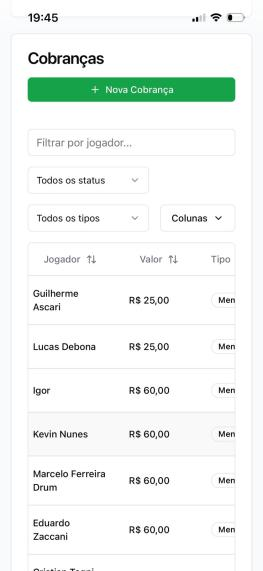 19:45
Cobranças
+ Nova Cobrança
Filtrar por jogador...
Todos os status
Todos os tipos
Colunas
Jogador Valor Tipo
Guilherme
Ascari
R$ 25,00 Men
Lucas Debona R$ 25,00 Men
Igor R$ 60,00 Men
Kevin Nunes R$ 60,00 Men
Marcelo Ferreira
Drum
R$ 60,00 Men
Eduardo
Zaccani
R$ 60,00 Men